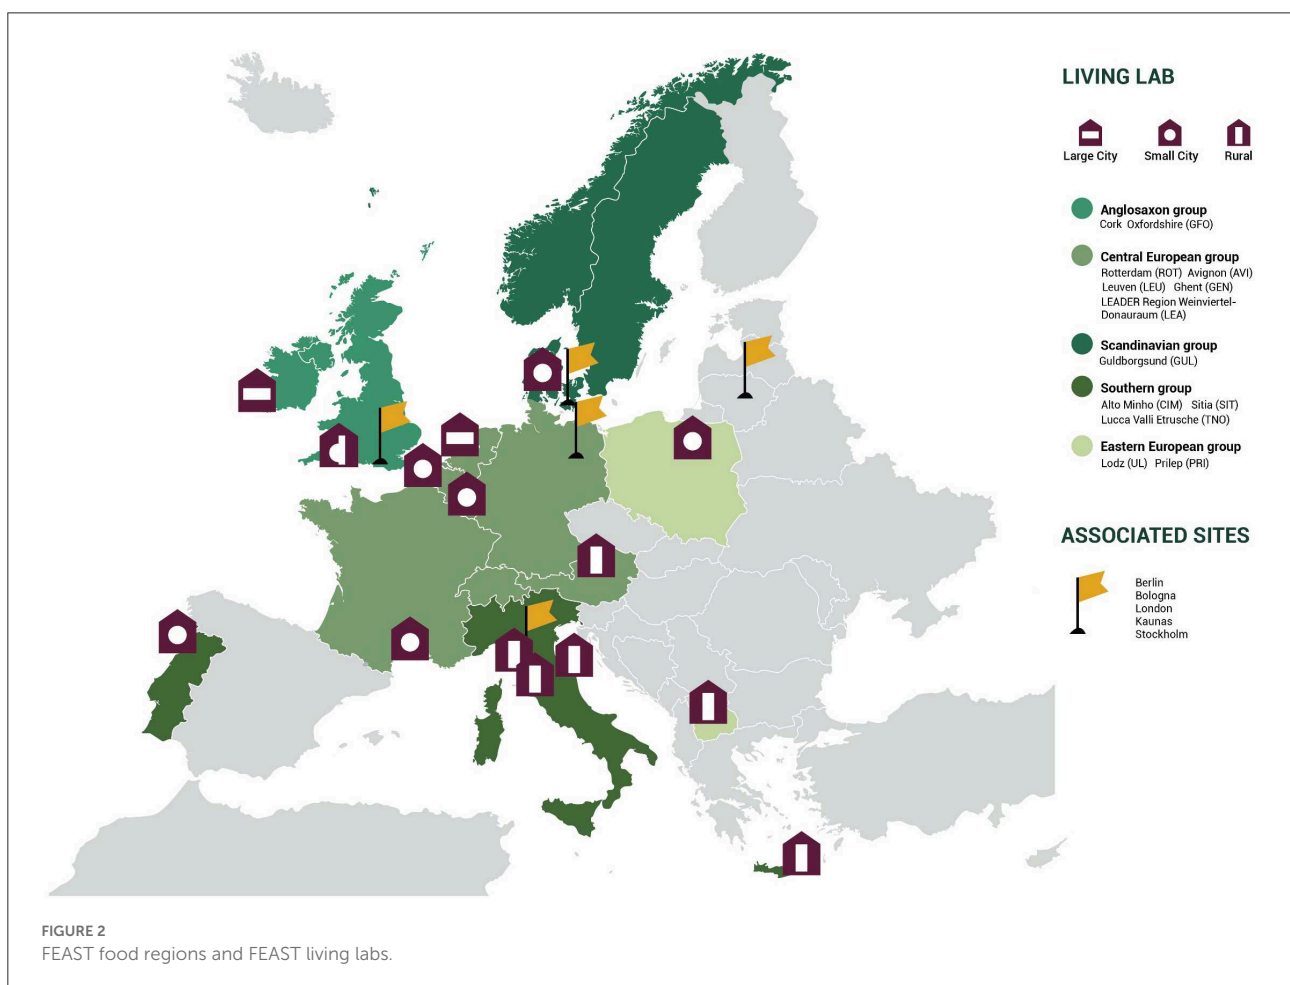 LIVING LAB
Large City Small City Rural
Anglosaxon group
Cork Oxfordshire (GFO)
Central European group
Rotterdam (ROT) Avignon (AVI)
Leuven (LEU) Ghent (GEN)
LEADER Region Weinviertel-
Donauraum (LEA)
Scandinavian group
Guldborgsund (GUL)
Southern group
Alto Minho (CIM) Sitia (SIT)
Lucca Valli Etrusche (TNO)
Eastern European group
Lodz (UL) Prilep (PRI)
ASSOCIATED SITES
Berlin
Bologna
London
Kaunas
Stockholm
FIGURE 2
FEAST food regions and FEAST living labs.